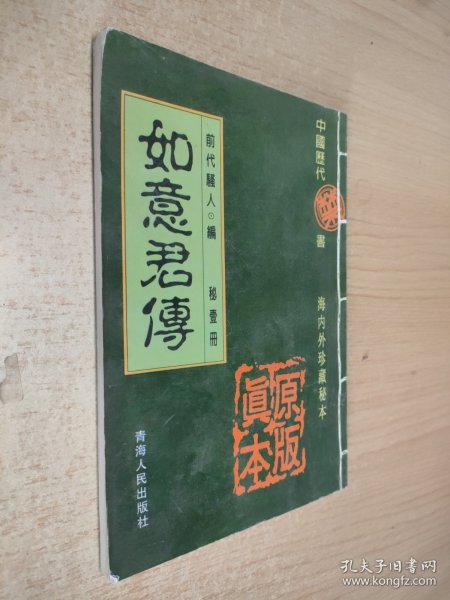 中國歷代
禁
書
海内外珍藏秘本
前代騷人⊙編
秘壹冊
如意君傳
原版
真本
青海人民出版社
孔夫子旧书网
www.kongfz.com